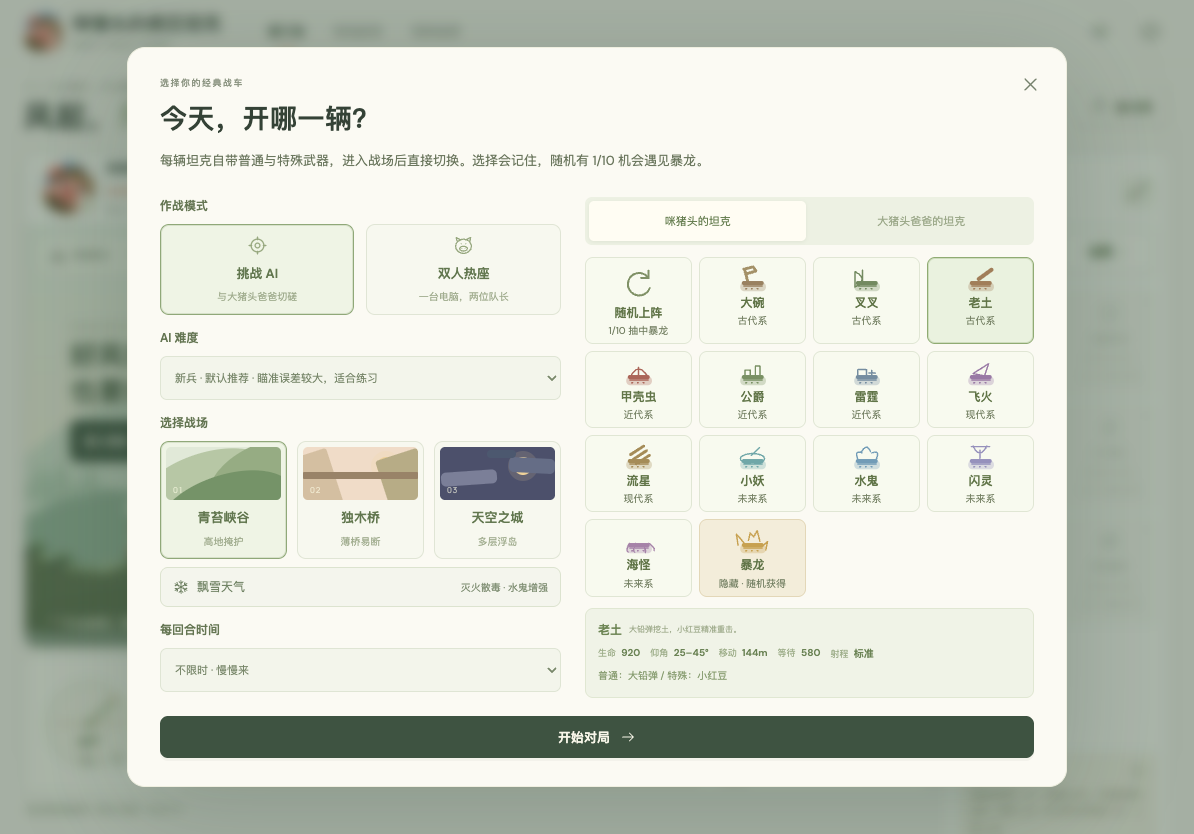 选择你的经典战车
今天，开哪一辆?
每辆坦克自带普通与特殊武器，进入战场后直接切换。选择会记住，随机有 1/10 机会遇见暴龙。
作战模式
挑战 AI
与大猪头爸爸切磋
双人热座
一台电脑，两位队长
AI 难度
新兵 · 默认推荐 · 瞄准误差较大，适合练习
选择战场
01
青苔峡谷
高地掩护
02
独木桥
薄桥易断
03
天空之城
多层浮岛
飘雪天气
灭火散毒 · 水鬼增强
每回合时间
不限时 · 慢慢来
咪猪头的坦克
大猪头爸爸的坦克
随机上阵
1/10 抽中暴龙
大碗
古代系
叉叉
古代系
老土
古代系
甲壳虫
近代系
公爵
近代系
雷霆
近代系
飞火
现代系
流星
现代系
小妖
未来系
水鬼
未来系
闪灵
未来系
海怪
未来系
暴龙
隐藏 · 随机获得
老土 大铅弹挖土，小红豆精准重击。
生命 920 仰角 25–45° 移动 144m 等待 580 射程 标准
普通：大铅弹 / 特殊：小红豆
开始对局 →